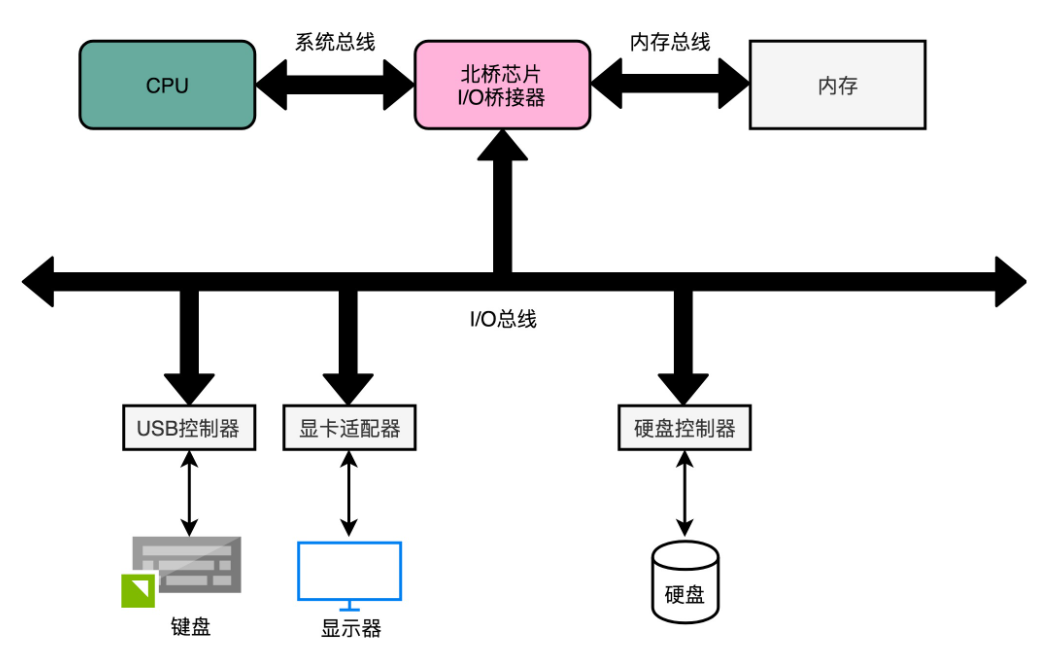 系统总线
内存总线
CPU
北桥芯片
I/O桥接器
内存
I/O总线
USB控制器
显卡适配器
硬盘控制器
硬盘
键盘
显示器